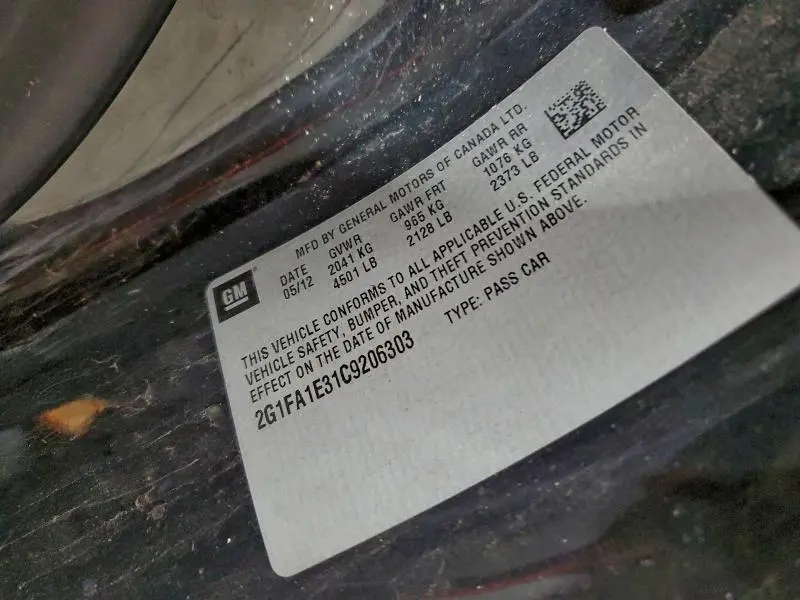 GM
MFD BY GENERAL MOTORS OF CANADA LTD.
DATE GVWR GAWR FRT GAWR RR
05/12 2041 KG 965 KG 1076 KG
4501 LB 2128 LB 2373 LB
THIS VEHICLE CONFORMS TO ALL APPLICABLE U.S. FEDERAL MOTOR
VEHICLE SAFETY, BUMPER, AND THEFT PREVENTION STANDARDS IN
EFFECT ON THE DATE OF MANUFACTURE SHOWN ABOVE.
2G1FA1E31C9206303 TYPE: PASS CAR